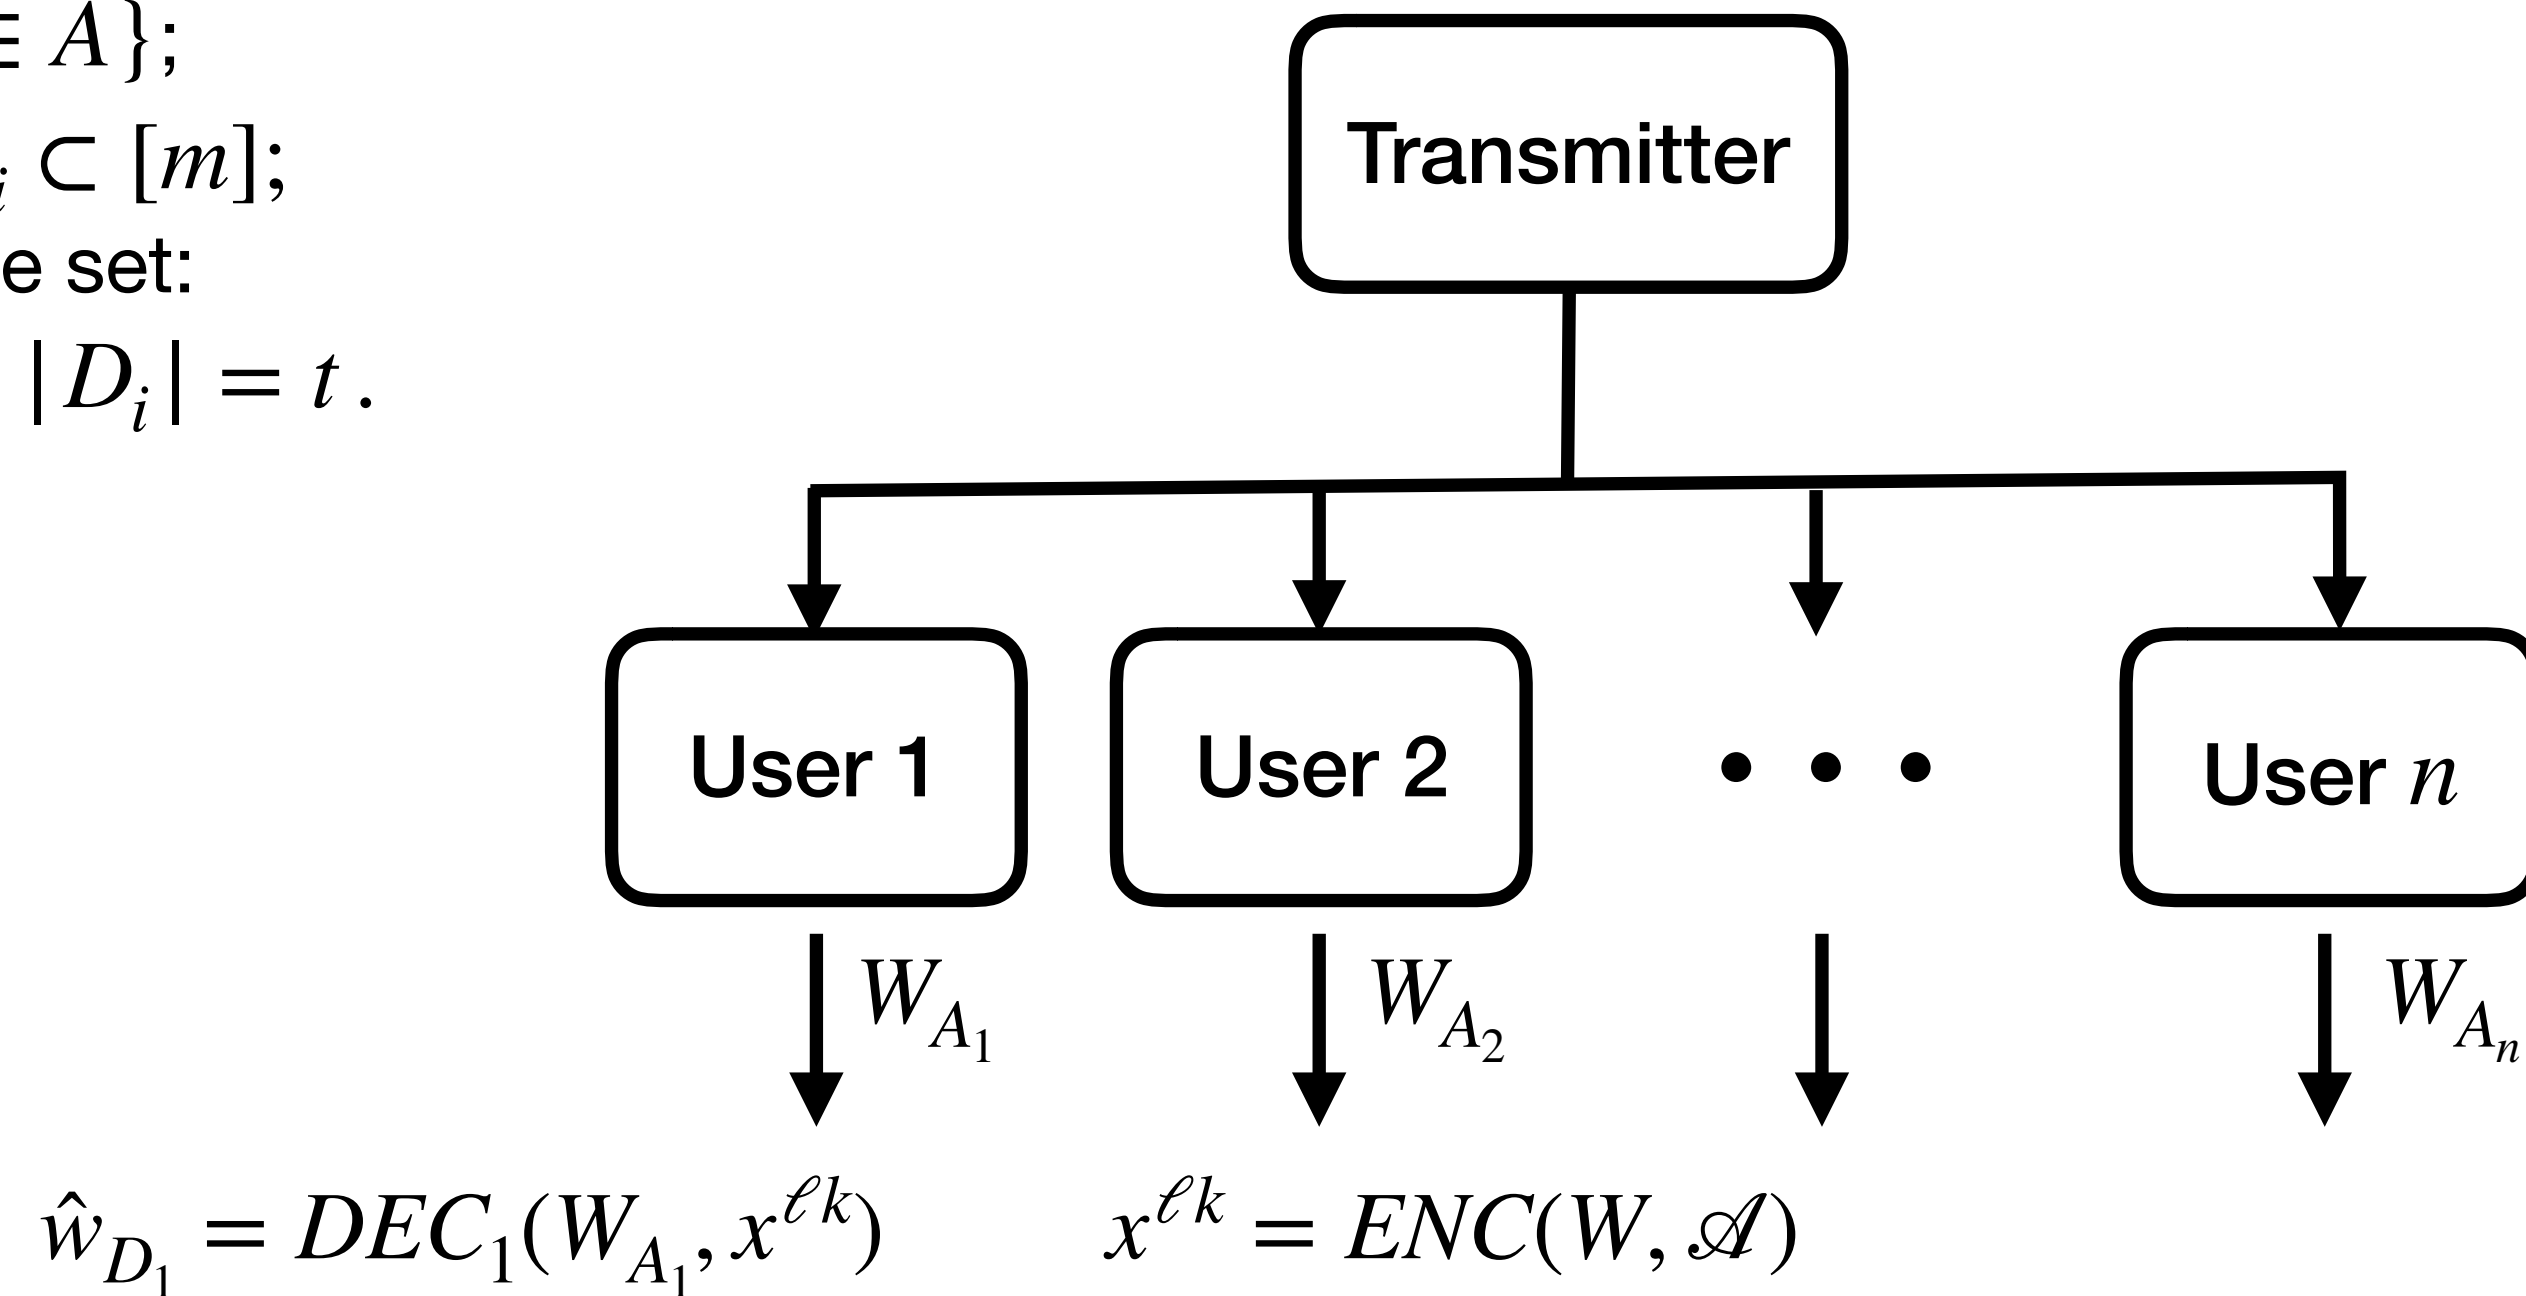 ∈ A};
i ⊂ [m];
e set:
|D_i| = t.
Transmitter
User 1
User 2
• • •
User n
W_{A_1}
W_{A_2}
W_{A_n}
ŵ_{D_1} = DEC_1(W_{A_1}, x^{ℓk})
x^{ℓk} = ENC(W, 𝒜)